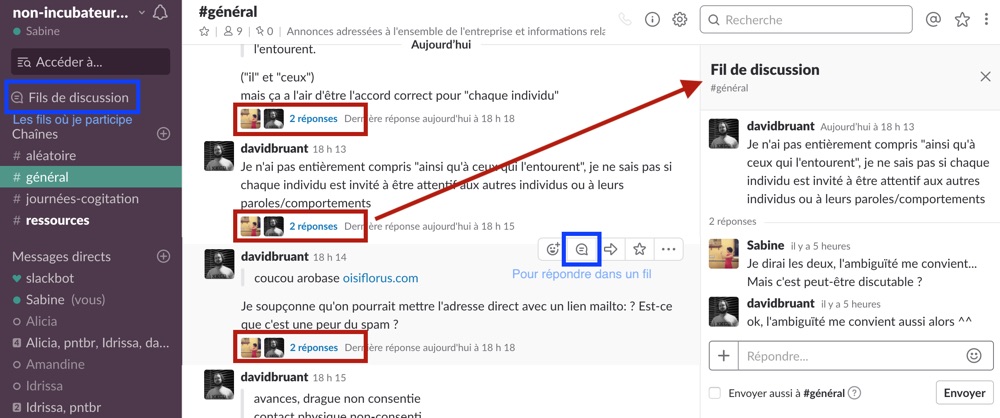 non-incubateur...
Sabine
Accéder à...
Fils de discussion
Les fils où je participe
Chaînes
# aléatoire
# général
# journées-cogitation
# ressources
Messages directs
slackbot
Sabine (vous)
Alicia
4 Alicia, pntbr, Idrissa, da...
Amandine
Idrissa
2 Idrissa, pntbr
#général
9 | 0 | Annonces adressées à l'ensemble de l'entreprise et informations rela
Recherche
Aujourd'hui
l'entourent.
("il" et "ceux")
mais ça a l'air d'être l'accord correct pour "chaque individu"
2 réponses Dernière réponse aujourd'hui à 18 h 18
davidbruant 18 h 13
Je n'ai pas entièrement compris "ainsi qu'à ceux qui l'entourent", je ne sais pas si
chaque individu est invité à être attentif aux autres individus ou à leurs
paroles/comportements
2 réponses Dernière réponse aujourd'hui à 18 h 15
davidbruant 18 h 14
coucou arobase oisiflorus.com
Pour répondre dans un fil
Je soupçonne qu'on pourrait mettre l'adresse direct avec un lien mailto: ? Est-ce
que c'est une peur du spam ?
2 réponses Dernière réponse aujourd'hui à 18 h 18
davidbruant 18 h 15
avances, drague non consentie
contact physique non-consenti
Fil de discussion
#général
davidbruant Aujourd'hui à 18 h 13
Je n'ai pas entièrement compris "ainsi qu'à
ceux qui l'entourent", je ne sais pas si chaque
individu est invité à être attentif aux autres
individus ou à leurs paroles/comportements
2 réponses
Sabine il y a 5 heures
Je dirai les deux, l'ambiguïté me convient...
Mais c'est peut-être discutable ?
davidbruant il y a 5 heures
ok, l'ambiguïté me convient aussi alors ^^
Répondre...
Envoyer aussi à #général
Envoyer